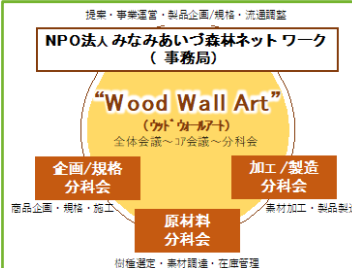 提案・事業運営・製品企画/規格・流通調整
NPO法人 みなみあいづ森林ネットワーク
（ 事務局）
“Wood Wall Art”
（ｳｯﾄﾞｳｫｰﾙｱｰﾄ）
全体会議～ｺｱ会議～分科会
企画/規格
分科会
加工/製造
分科会
商品企画・規格・施工
素材加工・製品製造
原材料
分科会
樹種選定・素材調達・在庫管理